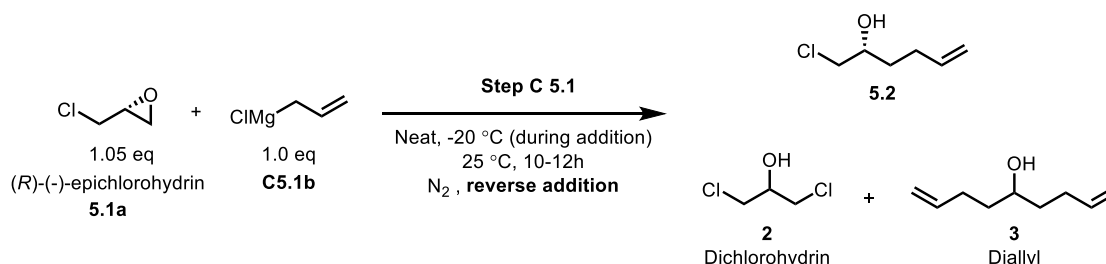 OH
Cl
5.2
Step C 5.1
Cl
O
+
ClMg
Neat, -20 °C (during addition)
1.05 eq
1.0 eq
25 °C, 10-12h
(R)-(-)-epichlorohydrin
C5.1b
N2 , reverse addition
5.1a
OH
Cl
Cl
+
OH
2
3
Dichlorohydrin
Diallyl